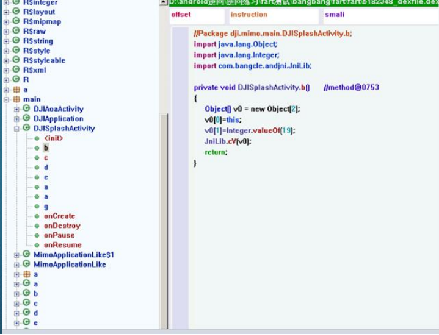 R$integer
R$layout
R$mipmap
R$raw
R$string
R$style
R$styleable
R$xml
R
n
main
DJIAoaActivity
DJIApplication
DJISplashActivity
<init>
b
c
d
e
a
a
g
onCreate
onDestroy
onPause
onResume
MimoApplicationLike$1
MimoApplicationLike
a
a
b
c
d
e
offset instruction small
//Package dji.mimo.main.DJISplashActivity.b;
import java.lang.Object;
import java.lang.Integer;
import com.bangcle.andjni.JniLib;
private void DJISplashActivity.b() //method@0753
{
Object[] v0 = new Object[2];
v0[0]=this;
v0[1]=Integer.valueOf(19);
JniLib.cV(v0);
return;
}